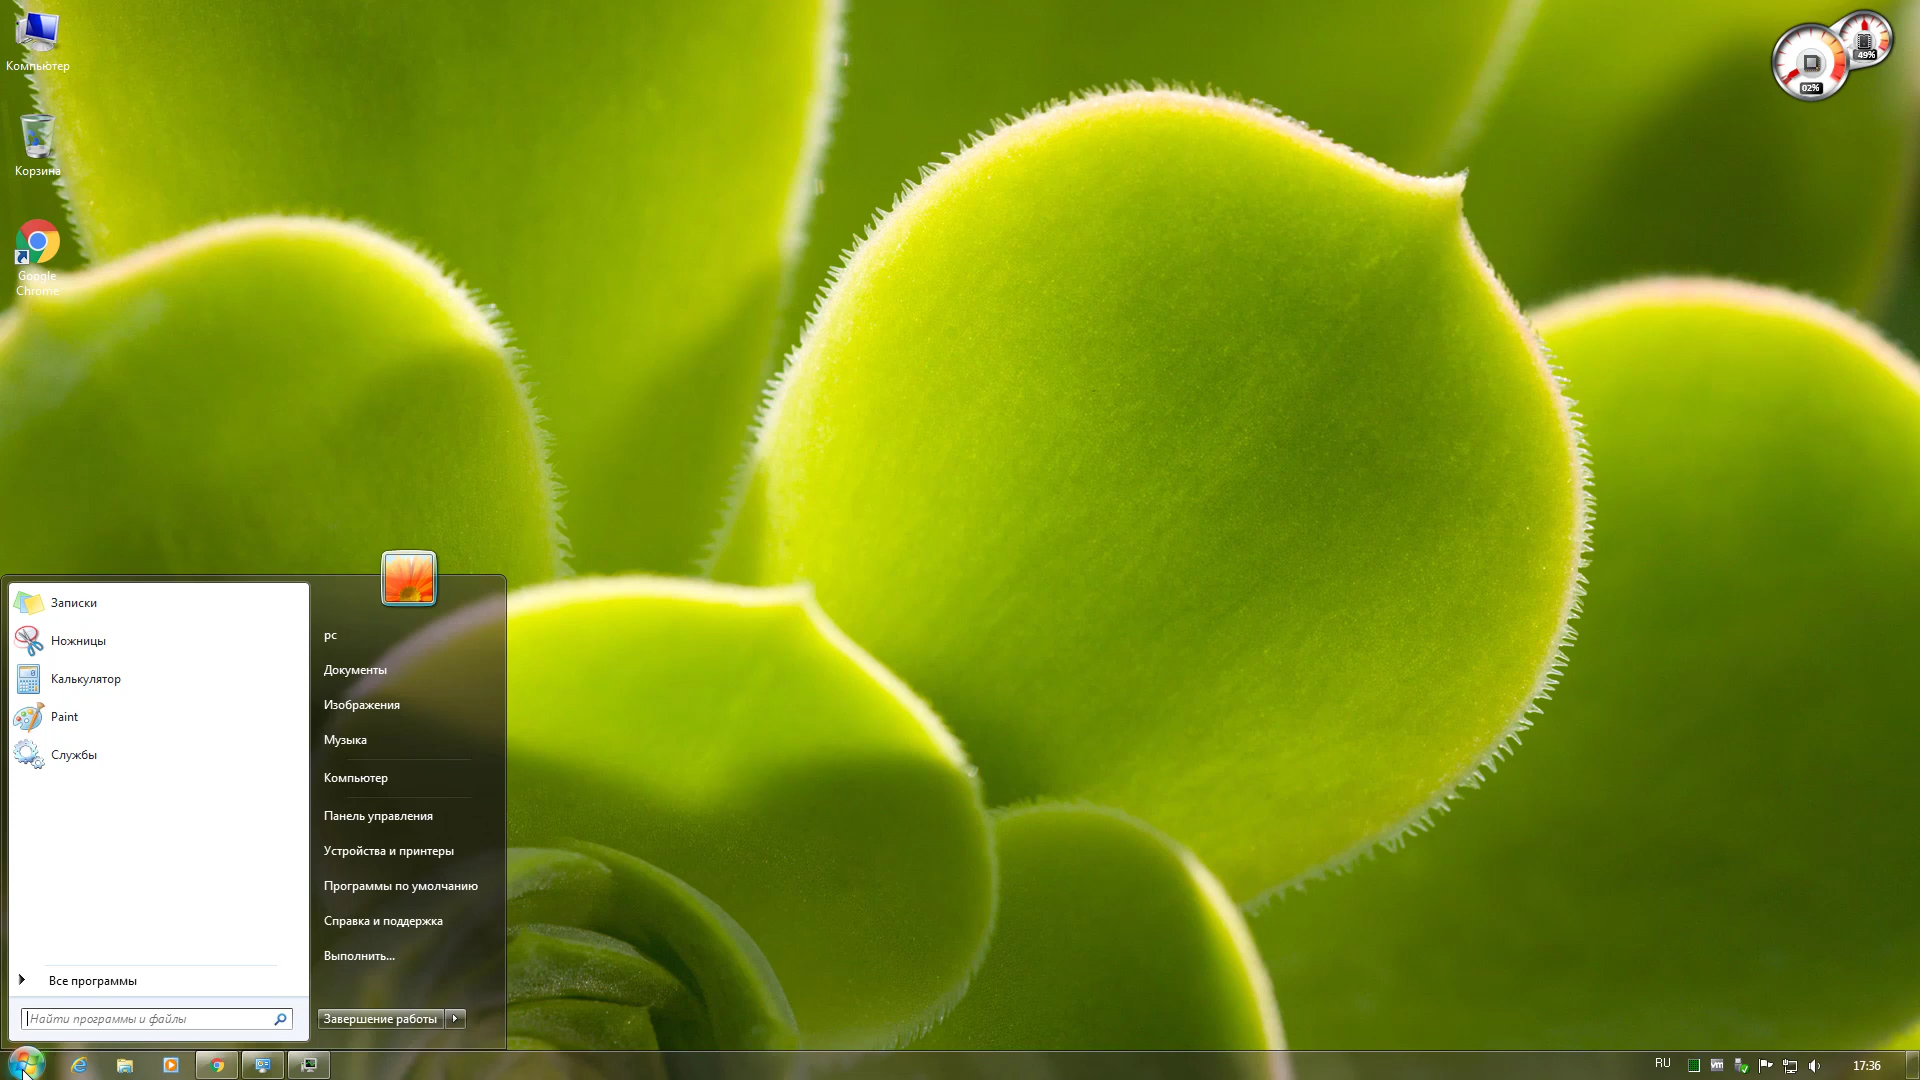 Компьютер
Корзина
Google
Chrome
49%
02%
Записки
Ножницы
Калькулятор
Paint
Службы
Все программы
Найти программы и файлы
pc
Документы
Изображения
Музыка
Компьютер
Панель управления
Устройства и принтеры
Программы по умолчанию
Справка и поддержка
Выполнить...
Завершение работы
RU
vm
17:36